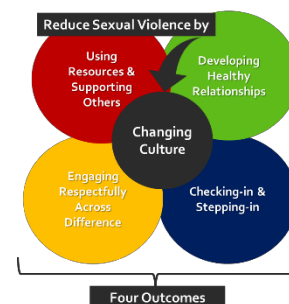 Reduce Sexual Violence by
Using
Resources &
Supporting
Others
Developing
Healthy
Relationships
Changing
Culture
Engaging
Respectfully
Across
Difference
Checking-in &
Stepping-in
Four Outcomes